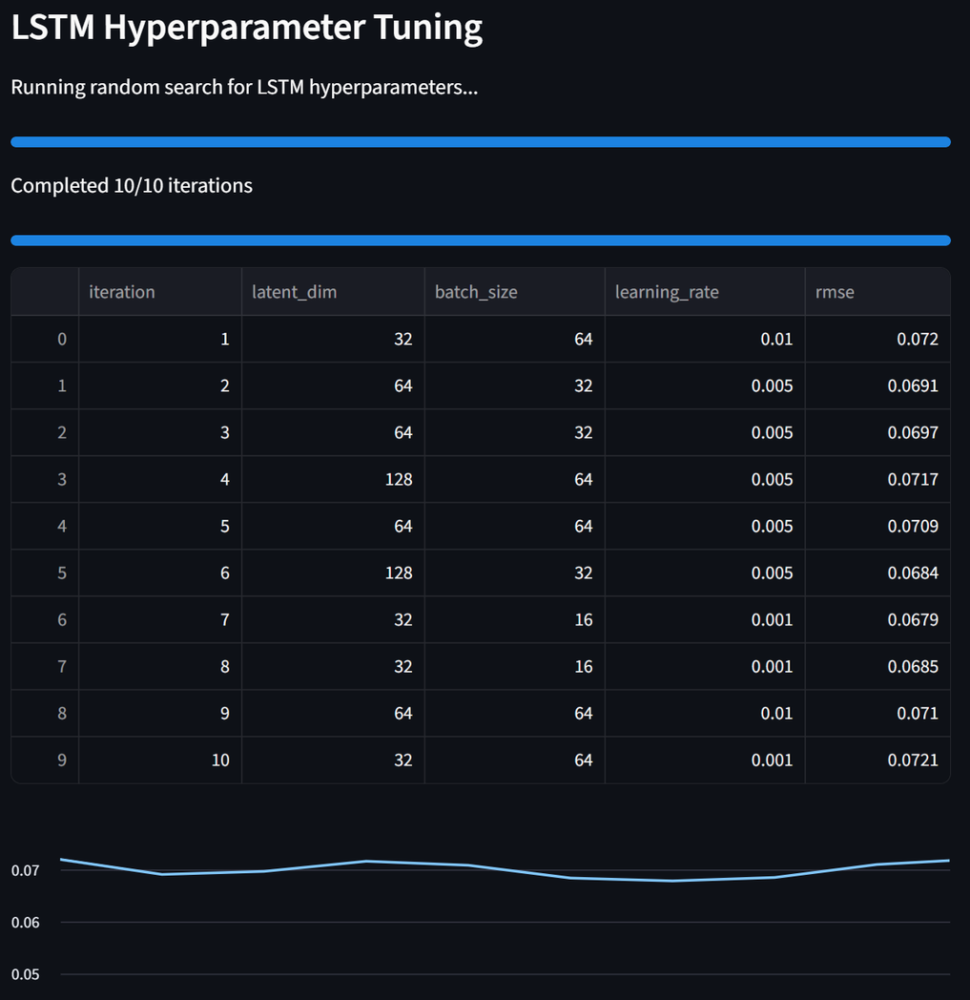 LSTM Hyperparameter Tuning
Running random search for LSTM hyperparameters...
Completed 10/10 iterations
iteration latent_dim batch_size learning_rate rmse
0 1 32 64 0.01 0.072
1 2 64 32 0.005 0.0691
2 3 64 32 0.005 0.0697
3 4 128 64 0.005 0.0717
4 5 64 64 0.005 0.0709
5 6 128 32 0.005 0.0684
6 7 32 16 0.001 0.0679
7 8 32 16 0.001 0.0685
8 9 64 64 0.01 0.071
9 10 32 64 0.001 0.0721
0.07
0.06
0.05